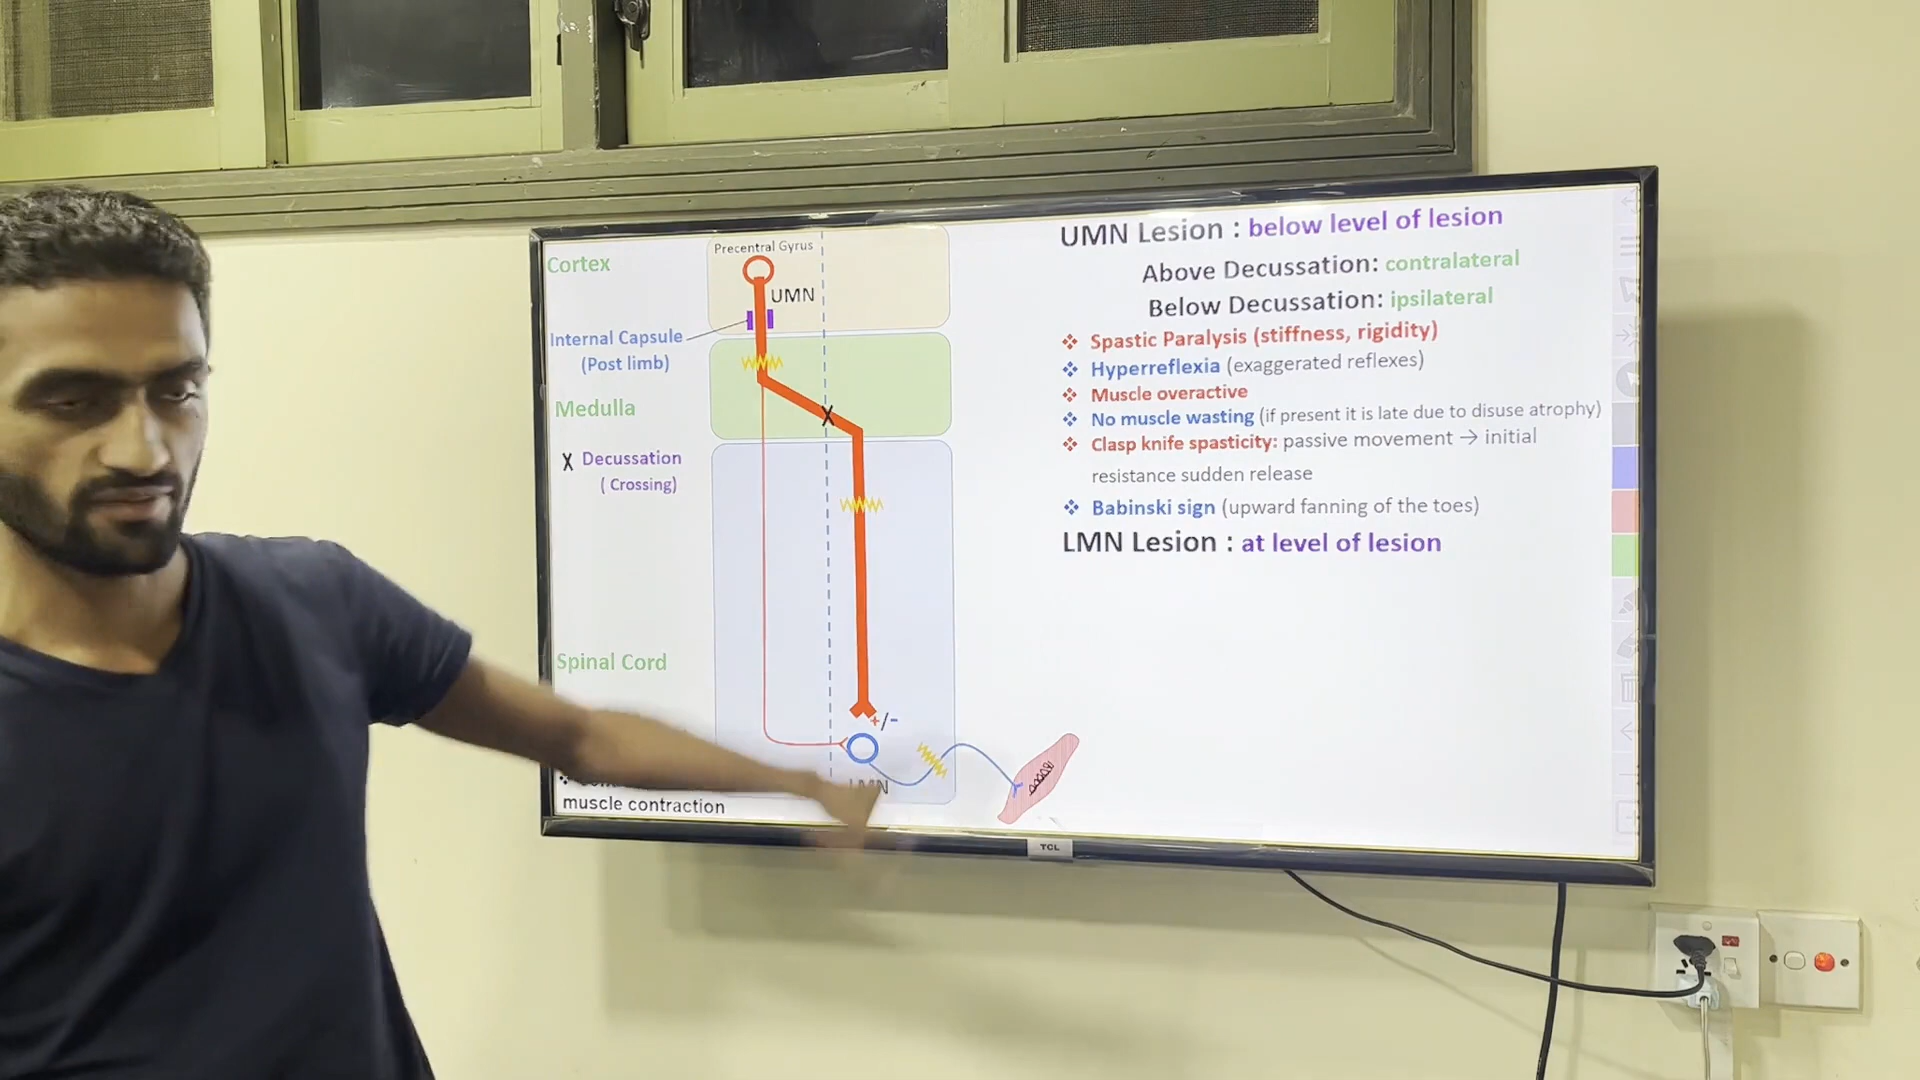 Precentral Gyrus
Cortex
UMN
Internal Capsule
(Post limb)
Medulla
X Decussation
( Crossing)
Spinal Cord
+/-
LMN
muscle contraction
UMN Lesion : below level of lesion
Above Decussation: contralateral
Below Decussation: ipsilateral
❖ Spastic Paralysis (stiffness, rigidity)
❖ Hyperreflexia (exaggerated reflexes)
❖ Muscle overactive
❖ No muscle wasting (if present it is late due to disuse atrophy)
❖ Clasp knife spasticity: passive movement → initial
resistance sudden release
❖ Babinski sign (upward fanning of the toes)
LMN Lesion : at level of lesion
TCL